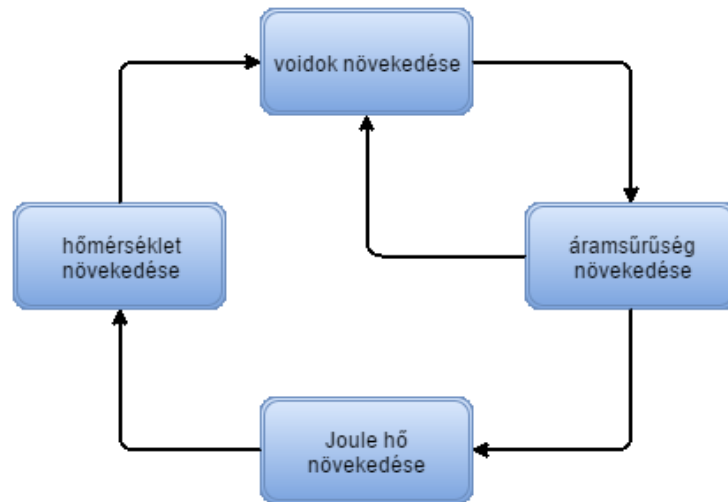 voidok növekedése
hőmérséklet
növekedése
áramsűrűség
növekedése
Joule hő
növekedése